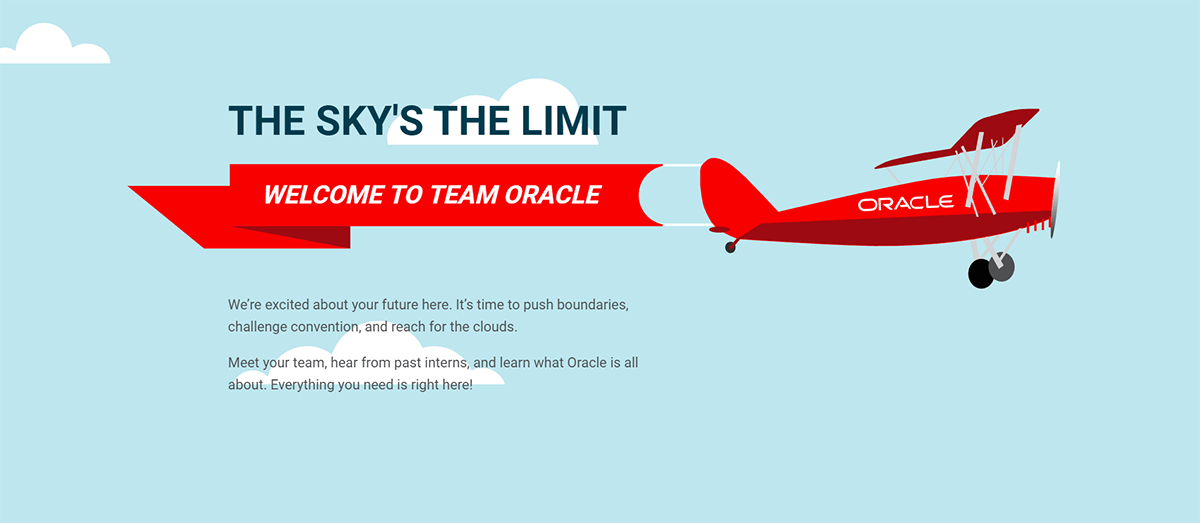 THE SKY'S THE LIMIT
WELCOME TO TEAM ORACLE
ORACLE
We’re excited about your future here. It’s time to push boundaries,
challenge convention, and reach for the clouds.
Meet your team, hear from past interns, and learn what Oracle is all
about. Everything you need is right here!